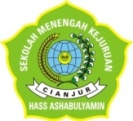 SEKOLAH MENENGAH KEJURUAN
CIANJUR
HASS ASHABULYAMIN